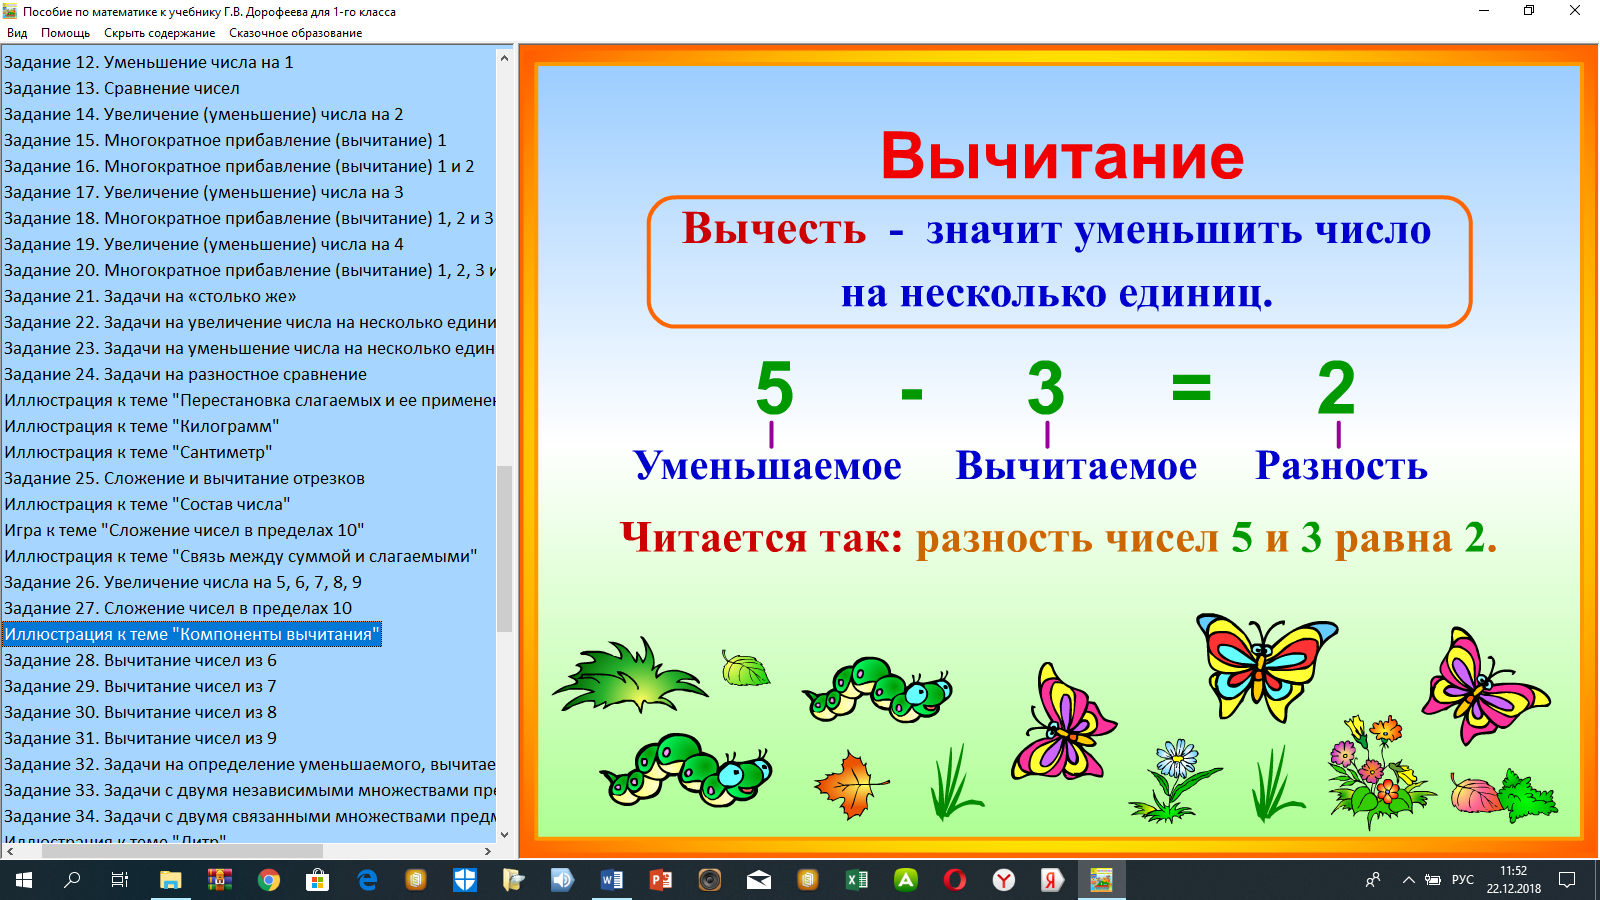 Пособие по математике к учебнику Г.В. Дорофеева для 1-го класса
Вид Помощь Скрыть содержание Сказочное образование
Задание 12. Уменьшение числа на 1
Задание 13. Сравнение чисел
Задание 14. Увеличение (уменьшение) числа на 2
Задание 15. Многократное прибавление (вычитание) 1
Задание 16. Многократное прибавление (вычитание) 1 и 2
Задание 17. Увеличение (уменьшение) числа на 3
Задание 18. Многократное прибавление (вычитание) 1, 2 и 3
Задание 19. Увеличение (уменьшение) числа на 4
Задание 20. Многократное прибавление (вычитание) 1, 2, 3 и
Задание 21. Задачи на «столько же»
Задание 22. Задачи на увеличение числа на несколько едини
Задание 23. Задачи на уменьшение числа на несколько един
Задание 24. Задачи на разностное сравнение
Иллюстрация к теме "Перестановка слагаемых и ее применен
Иллюстрация к теме "Килограмм"
Иллюстрация к теме "Сантиметр"
Задание 25. Сложение и вычитание отрезков
Иллюстрация к теме "Состав числа"
Игра к теме "Сложение чисел в пределах 10"
Иллюстрация к теме "Связь между суммой и слагаемыми"
Задание 26. Увеличение числа на 5, 6, 7, 8, 9
Задание 27. Сложение чисел в пределах 10
Иллюстрация к теме "Компоненты вычитания"
Задание 28. Вычитание чисел из 6
Задание 29. Вычитание чисел из 7
Задание 30. Вычитание чисел из 8
Задание 31. Вычитание чисел из 9
Задание 32. Задачи на определение уменьшаемого, вычитае
Задание 33. Задачи с двумя независимыми множествами пре
Задание 34. Задачи с двумя связанными множествами предм
Иллюстрация к теме "Литр"
Вычитание
Вычесть - значит уменьшить число
на несколько единиц.
5 - 3 = 2
Уменьшаемое Вычитаемое Разность
Читается так: разность чисел 5 и 3 равна 2.
РУС
11:52
22.12.2018